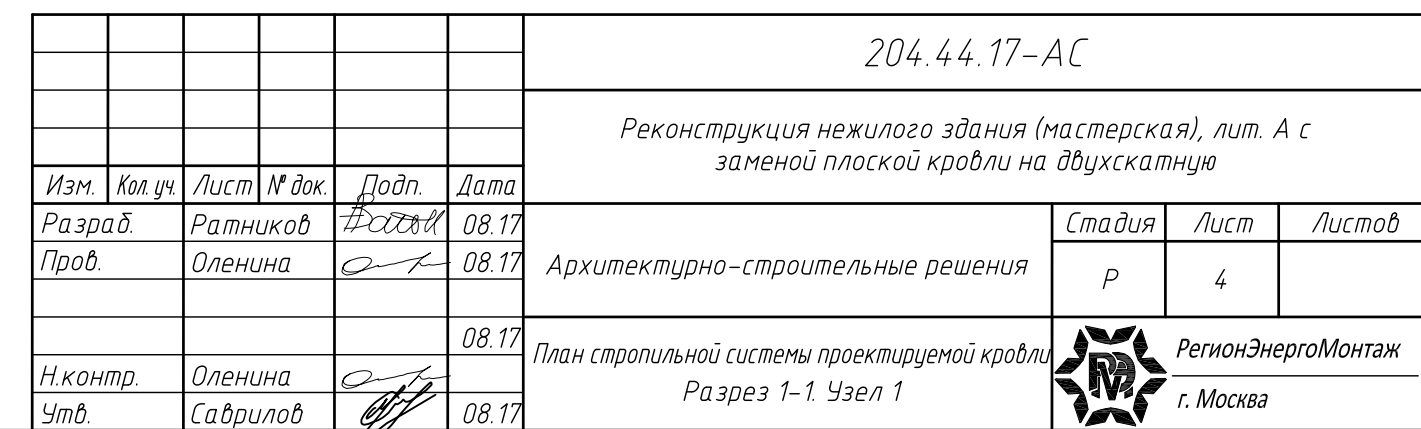 204.44.17-АС
Реконструкция нежилого здания (мастерская), лит. А с
заменой плоской кровли на двухскатную
Изм. Кол. уч. Лист № док. Подп. Дата
Разраб. Ратников 08.17
Пров. Оленина 08.17
Архитектурно-строительные решения
Стадия Лист Листов
Р 4
08.17
Н.контр. Оленина
Утв. Саврилов 08.17
План стропильной системы проектируемой кровли
Разрез 1-1. Узел 1
РЭМ
РегионЭнергоМонтаж
г. Москва